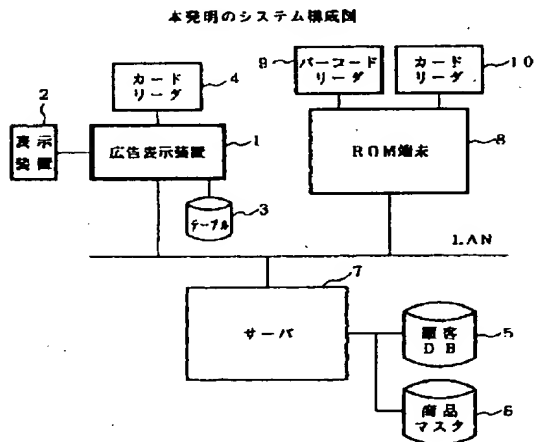 本発明のシステム構成図
カード
リーダ
4
9
バーコード
リーダ
カード
リーダ
10
2
表示
装置
広告表示装置
1
ROM端末
8
テーブル
3
LAN
7
サーバ
顧客
DB
5
商品
マスタ
6